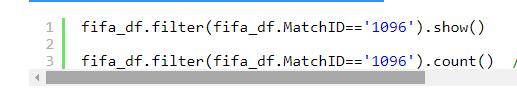 1 fifa_df.filter(fifa_df.MatchID=='1096').show()
2
3 fifa_df.filter(fifa_df.MatchID=='1096').count() /